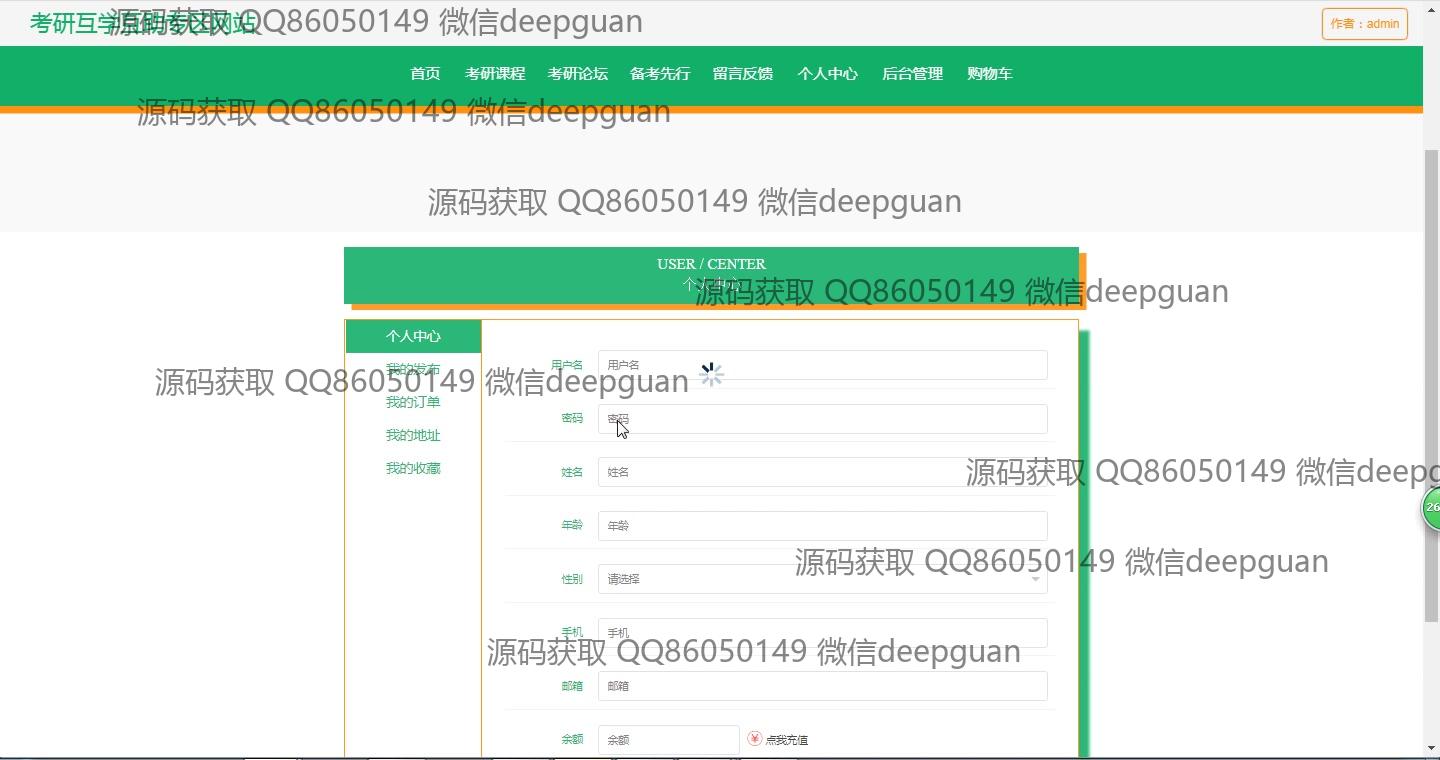 考研互学互助专区网站
源码获取 QQ86050149 微信deepguan
作者：admin
首页 考研课程 考研论坛 备考先行 留言反馈 个人中心 后台管理 购物车
源码获取 QQ86050149 微信deepguan
源码获取 QQ86050149 微信deepguan
USER / CENTER
个人中心
源码获取 QQ86050149 微信deepguan
个人中心
用户名 用户名
我的发布
源码获取 QQ86050149 微信deepguan
我的订单
密码 密码
我的地址
我的收藏
姓名 姓名
源码获取 QQ86050149 微信deepg
26
年龄 年龄
源码获取 QQ86050149 微信deepguan
性别 请选择
手机 手机
源码获取 QQ86050149 微信deepguan
邮箱 邮箱
余额 余额 ¥ 点我充值